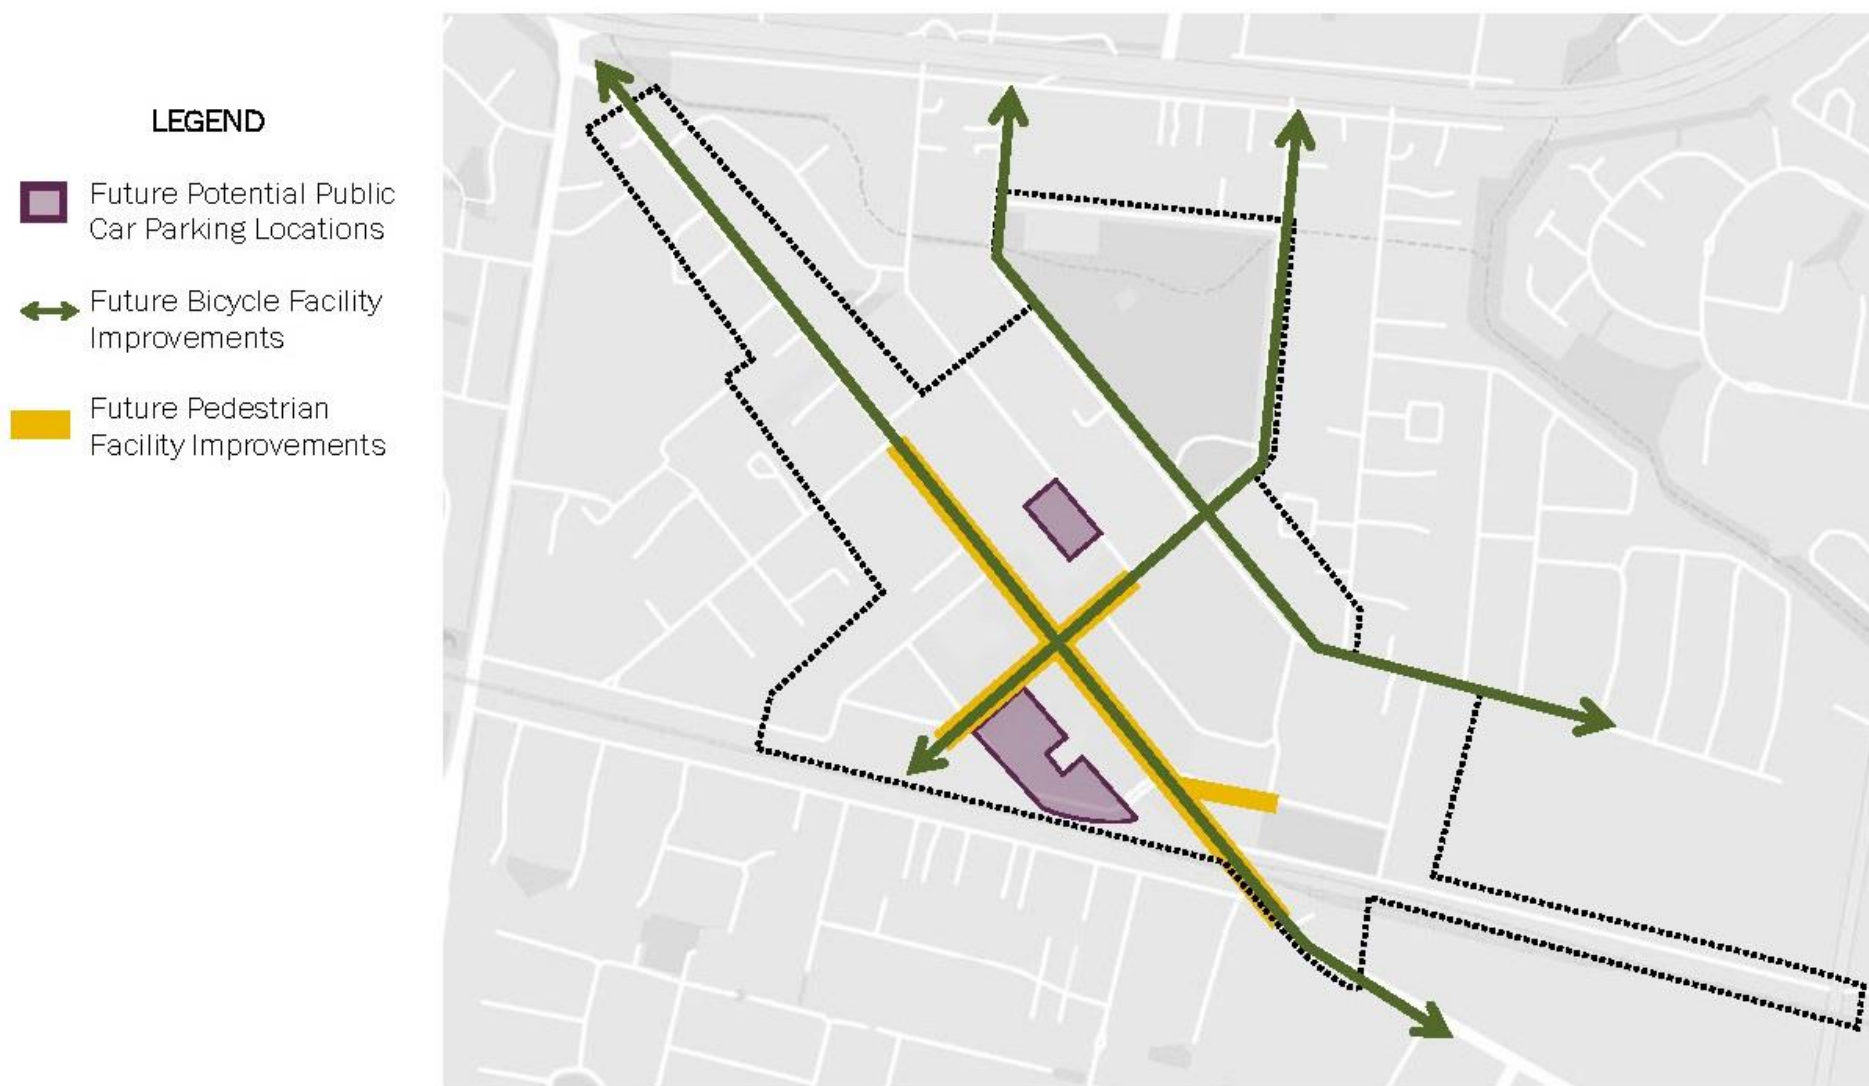 LEGEND
Future Potential Public
Car Parking Locations
Future Bicycle Facility
Improvements
Future Pedestrian
Facility Improvements